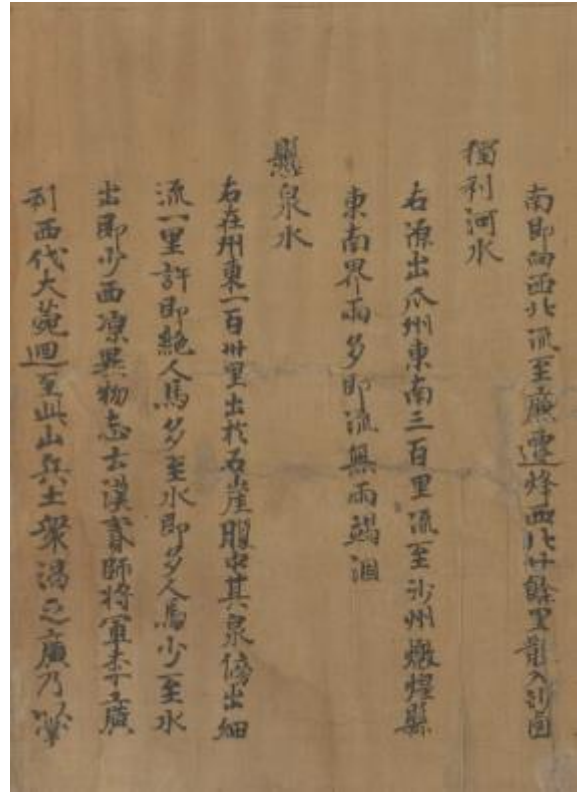 南即向西北流至廉遷烽西北廿餘里散入沙鹵
獨利河水
右源出瓜州東南三百里流至沙州燉煌縣
東南界雨多即流無雨竭涸
懸泉水
右在州東一百卅里出於石崖腹中其泉傍出細
流一里許即絕人馬多至水即多人馬少至水
出即少西涼異物志云漢貳師將軍李廣
利西伐大菀迴至此山兵士眾渴乏廣乃以掌